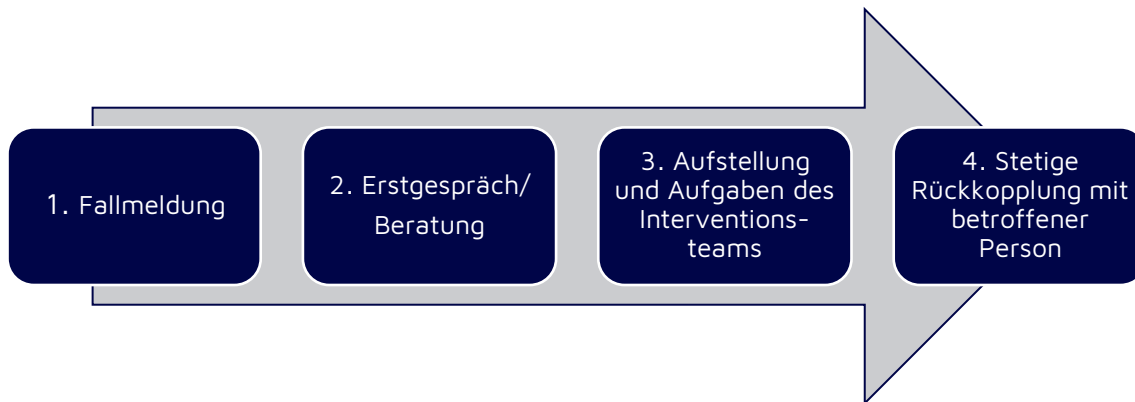 1. Fallmeldung
2. Erstgespräch/
Beratung
3. Aufstellung
und Aufgaben des
Interventions-
teams
4. Stetige
Rückkopplung mit
betroffener
Person